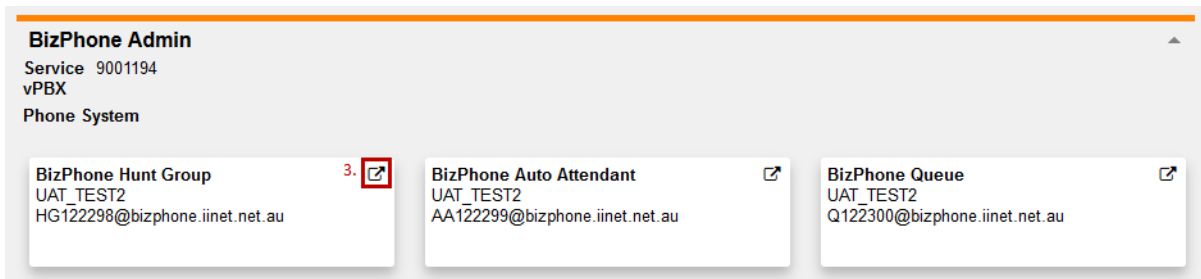 BizPhone Admin
Service 9001194
vPBX
Phone System
BizPhone Hunt Group
3.
UAT_TEST2
HG122298@bizphone.iinet.net.au
BizPhone Auto Attendant
UAT_TEST2
AA122299@bizphone.iinet.net.au
BizPhone Queue
UAT_TEST2
Q122300@bizphone.iinet.net.au